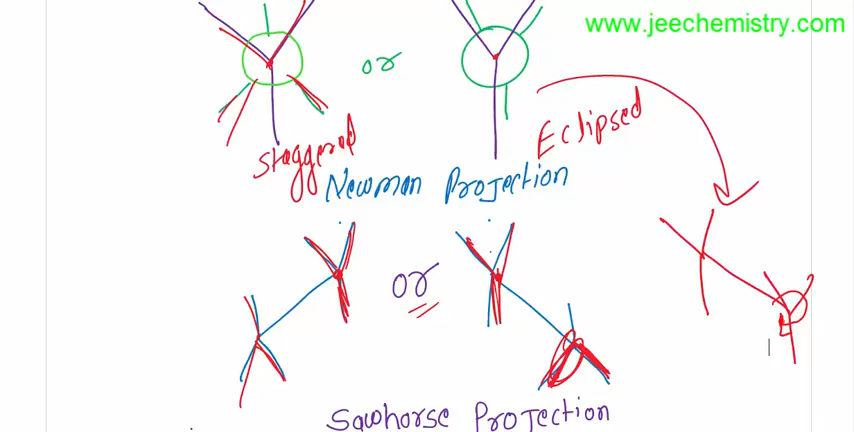 www.jeechemistry.com
or
Staggered
Eclipsed
Newman Projection
or
Sawhorse Projection